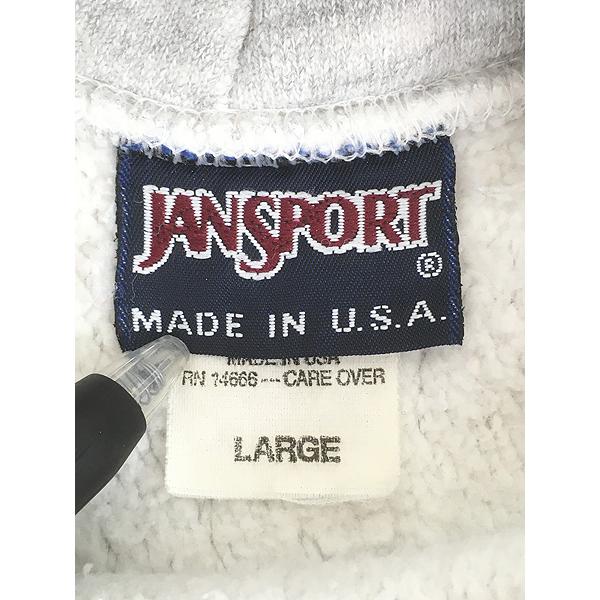 JANSPORT
®
MADE IN U.S.A.
MADE IN USA
RN 14666 -- CARE OVER
LARGE